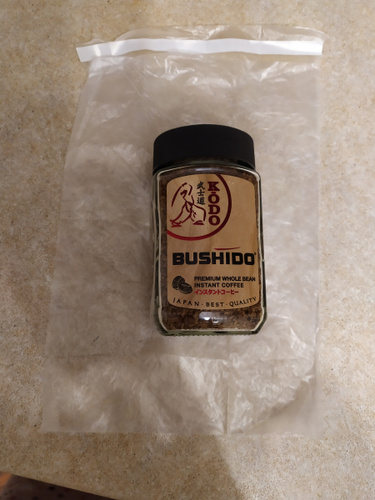 武士道
KODO
BUSHIDO
PREMIUM WHOLE BEAN
INSTANT COFFEE
インスタントコーヒー
JAPAN · BEST · QUALITY